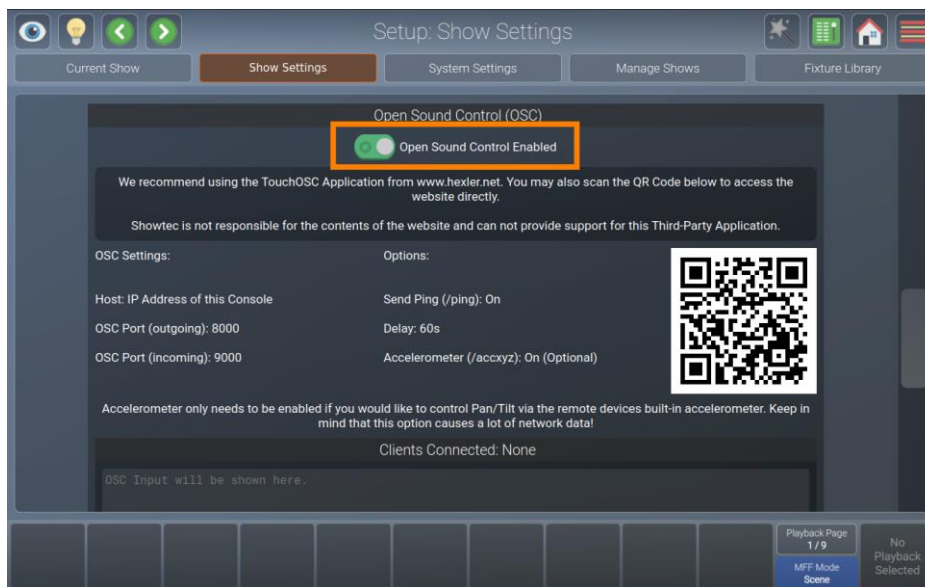 Setup: Show Settings
Current Show
Show Settings
System Settings
Manage Shows
Fixture Library
Open Sound Control (OSC)
Open Sound Control Enabled
We recommend using the TouchOSC Application from www.hexler.net. You may also scan the QR Code below to access the
website directly.
Showtec is not responsible for the contents of the website and can not provide support for this Third-Party Application.
OSC Settings:
Options:
Host: IP Address of this Console
Send Ping (/ping): On
OSC Port (outgoing): 8000
Delay: 60s
OSC Port (incoming): 9000
Accelerometer (/accxyz): On (Optional)
Accelerometer only needs to be enabled if you would like to control Pan/Tilt via the remote devices built-in accelerometer. Keep in
mind that this option causes a lot of network data!
Clients Connected: None
OSC Input will be shown here.
Playback Page
1/9
MFF Mode
Scene
No
Playback
Selected